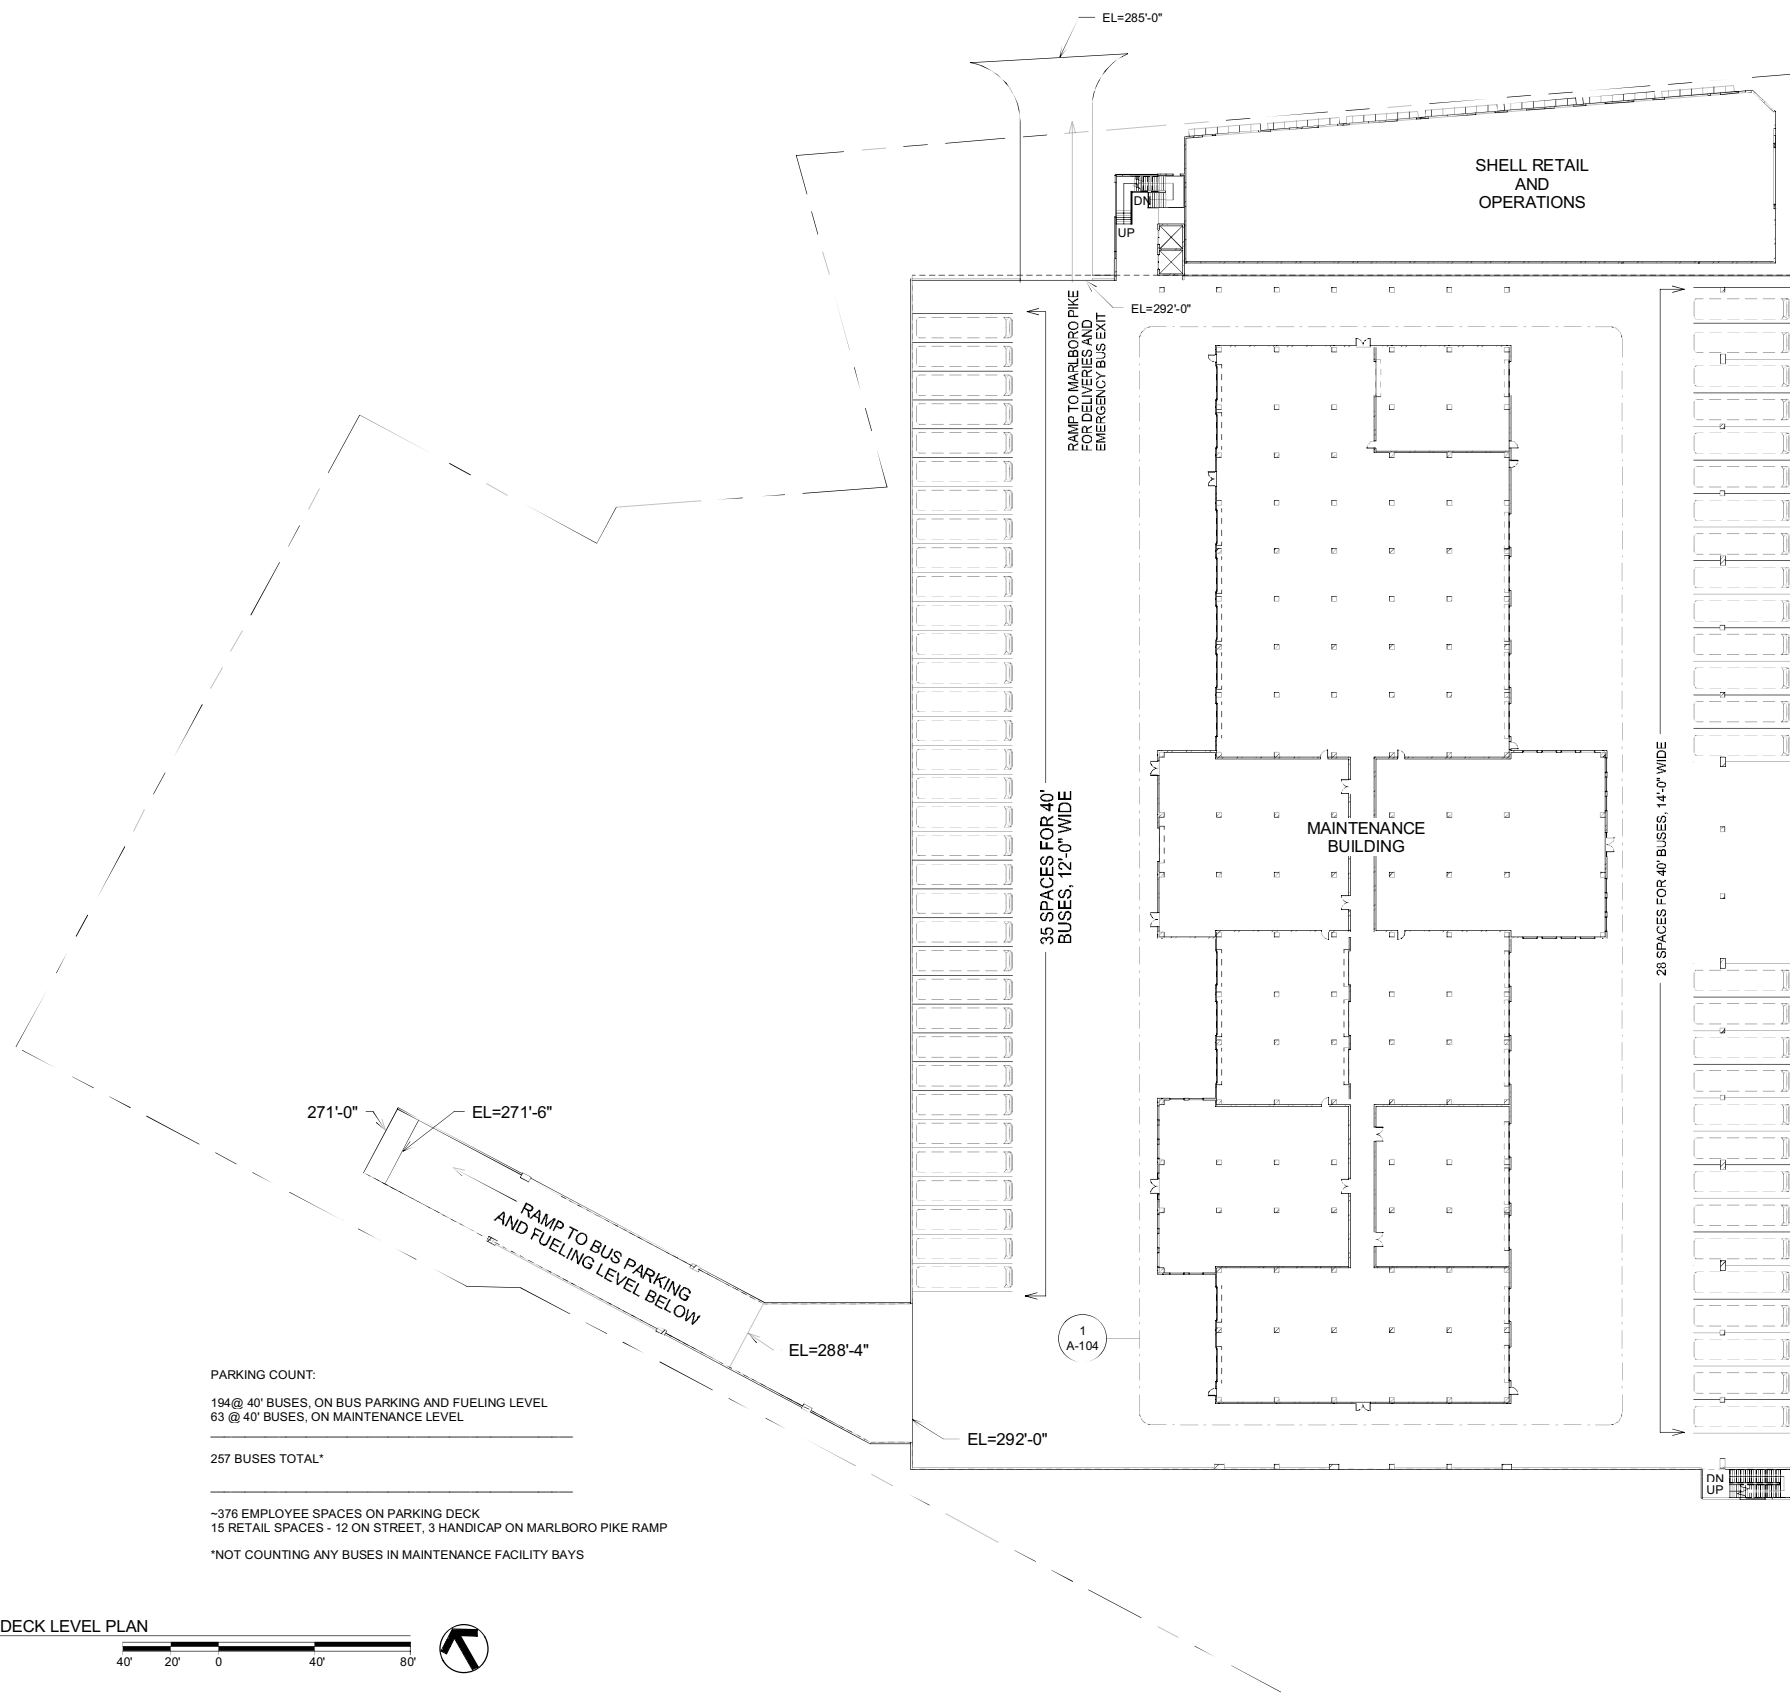 EL=285'-0"
SHELL RETAIL
AND
OPERATIONS
DN
UP
EL=292'-0"
RAMP TO MARLBORO PIKE
FOR DELIVERIES AND
EMERGENCY BUS EXIT
35 SPACES FOR 40'
BUSES, 12'-0" WIDE
MAINTENANCE
BUILDING
28 SPACES FOR 40' BUSES, 14'-0" WIDE
271'-0"
EL=271'-6"
RAMP TO BUS PARKING
AND FUELING LEVEL BELOW
EL=288'-4"
1
A-104
EL=292'-0"
DN
UP
PARKING COUNT:
194@ 40' BUSES, ON BUS PARKING AND FUELING LEVEL
63 @ 40' BUSES, ON MAINTENANCE LEVEL
257 BUSES TOTAL*
~376 EMPLOYEE SPACES ON PARKING DECK
15 RETAIL SPACES - 12 ON STREET, 3 HANDICAP ON MARLBORO PIKE RAMP
*NOT COUNTING ANY BUSES IN MAINTENANCE FACILITY BAYS
DECK LEVEL PLAN
40' 20' 0 40' 80'